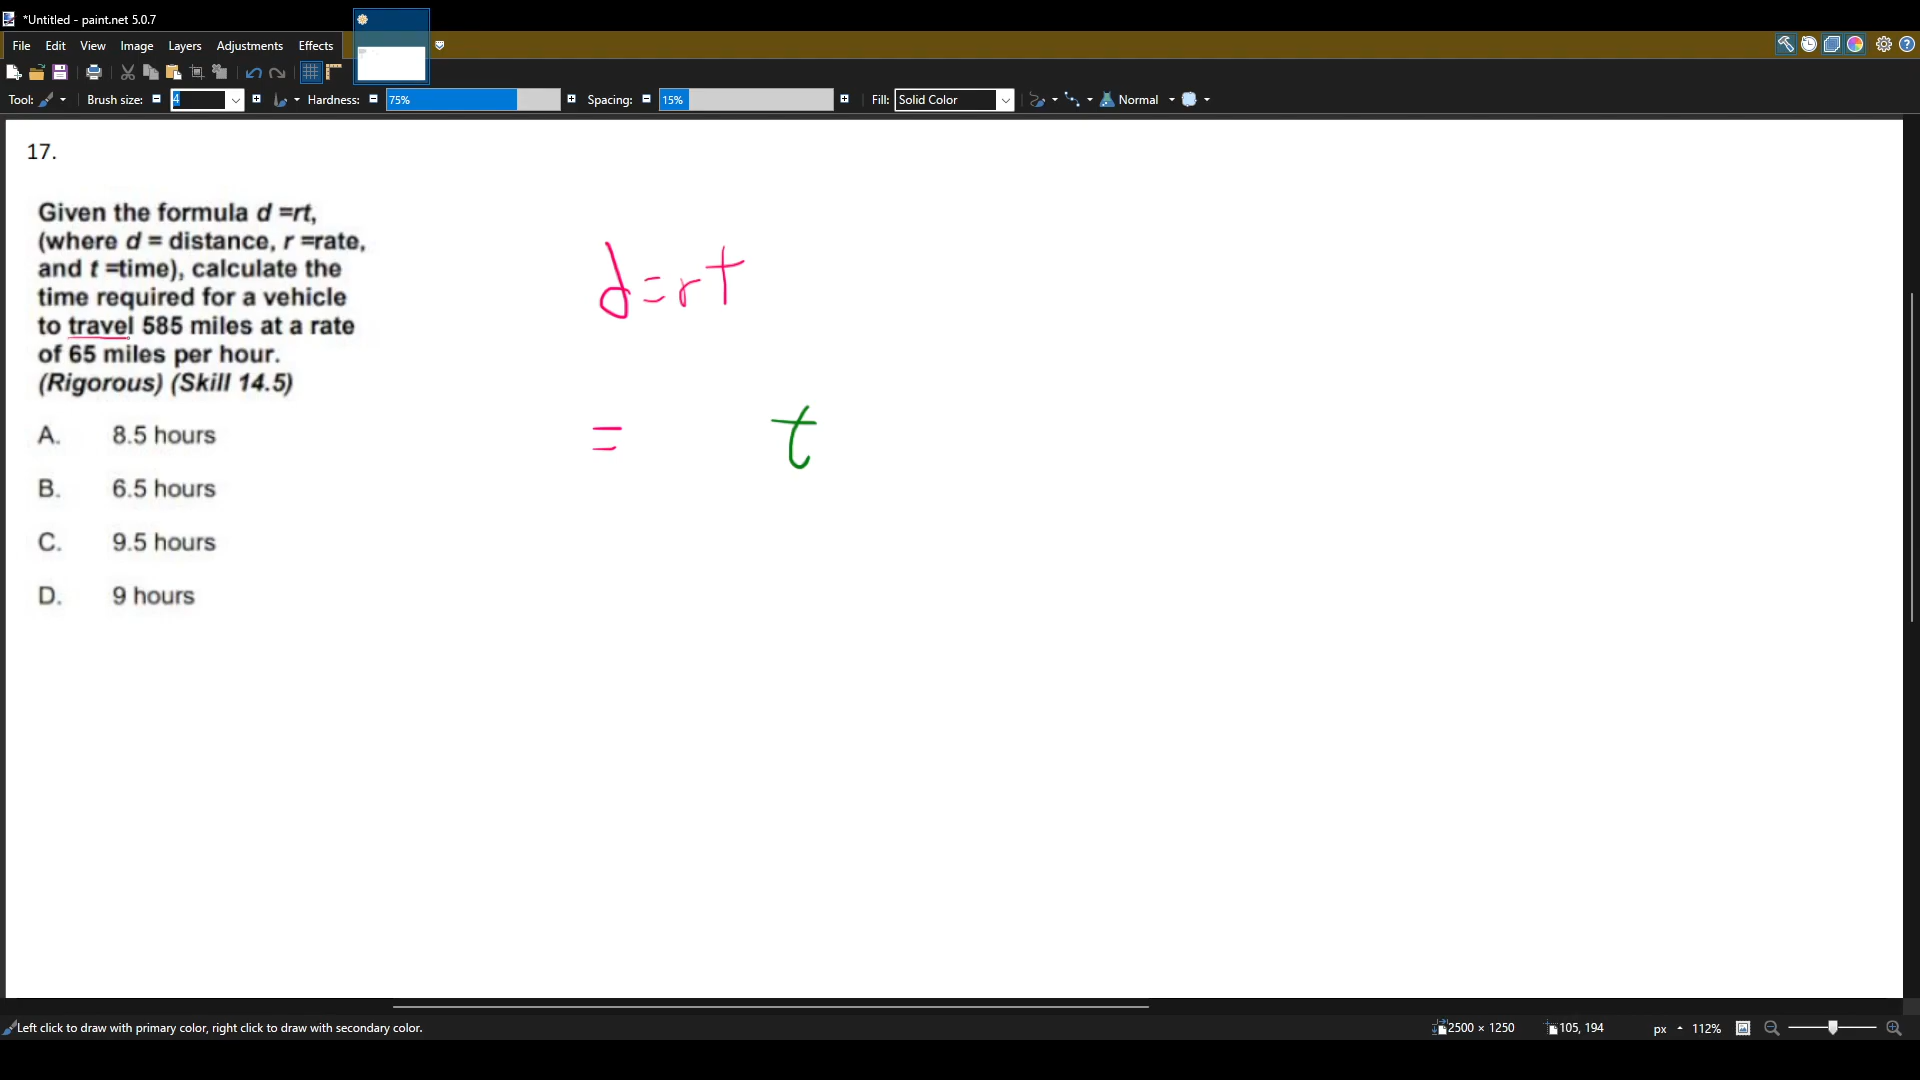 *Untitled - paint.net 5.0.7
File Edit View Image Layers Adjustments Effects
Tool: Brush size: 4 Hardness: 75% Spacing: 15% Fill: Solid Color Normal
17.
Given the formula d =rt,
(where d = distance, r =rate,
and t =time), calculate the
time required for a vehicle
to travel 585 miles at a rate
of 65 miles per hour.
(Rigorous) (Skill 14.5)
A. 8.5 hours
B. 6.5 hours
C. 9.5 hours
D. 9 hours
d=rt
= t
Left click to draw with primary color, right click to draw with secondary color. 2500 × 1250 105, 194 px 112%